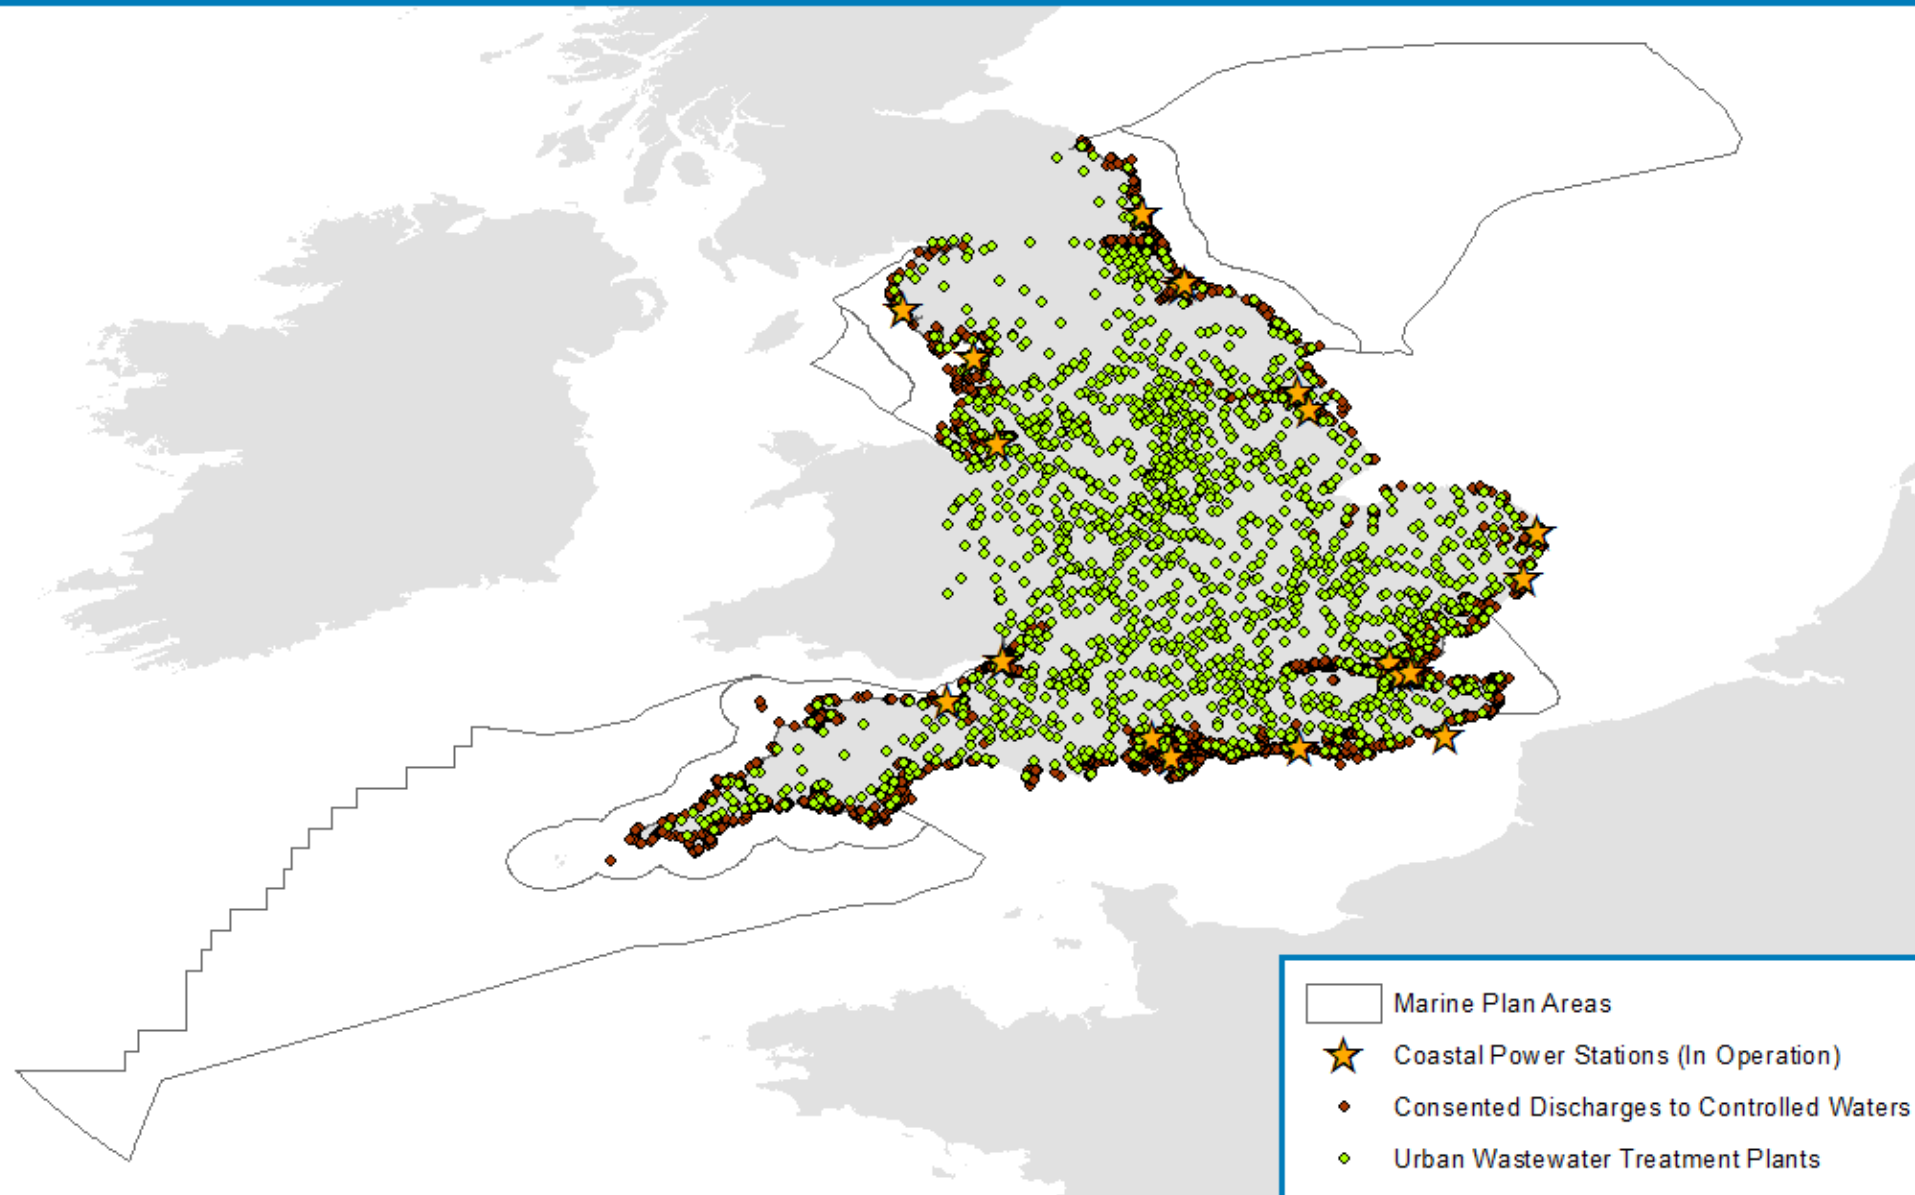 Marine Plan Areas
Coastal Power Stations (In Operation)
Consented Discharges to Controlled Waters
Urban Wastewater Treatment Plants